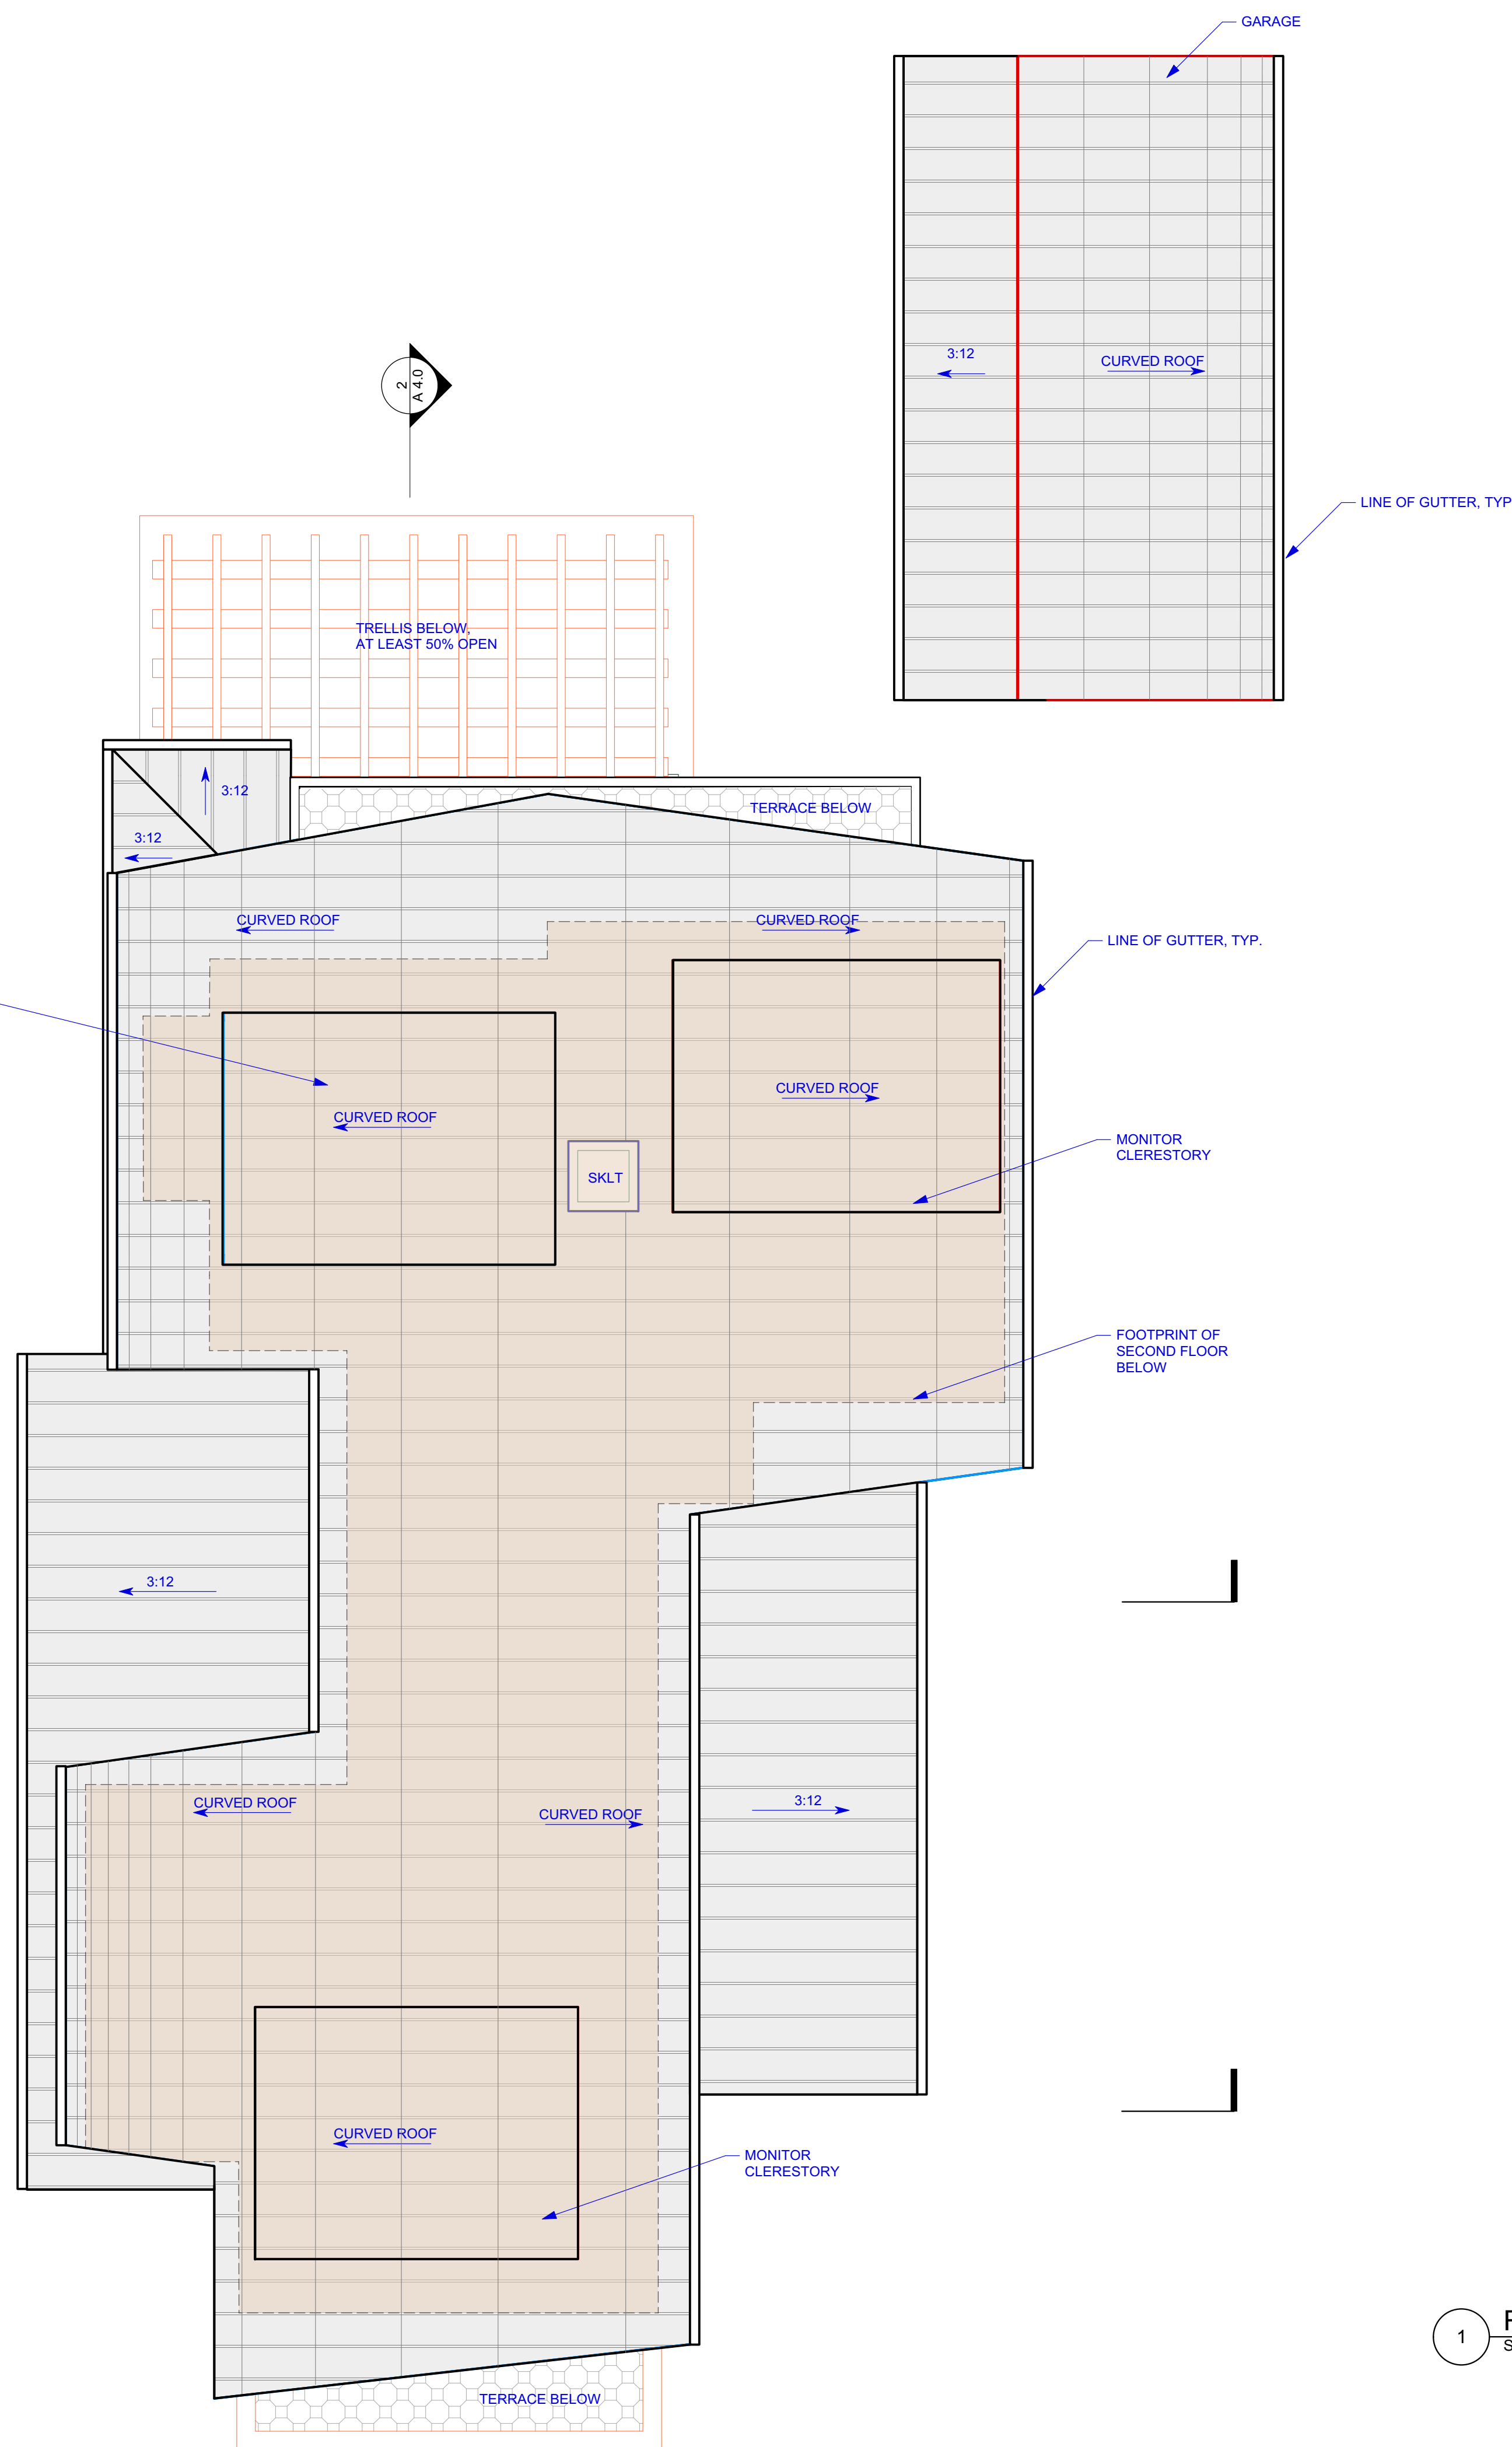 GARAGE
3:12
CURVED ROOF
2
A 4.0
LINE OF GUTTER, TYP
TRELLIS BELOW,
AT LEAST 50% OPEN
3:12
TERRACE BELOW
3:12
CURVED ROOF
CURVED ROOF
LINE OF GUTTER, TYP.
CURVED ROOF
CURVED ROOF
MONITOR
CLERESTORY
SKLT
FOOTPRINT OF
SECOND FLOOR
BELOW
3:12
3:12
CURVED ROOF
CURVED ROOF
CURVED ROOF
MONITOR
CLERESTORY
1
TERRACE BELOW